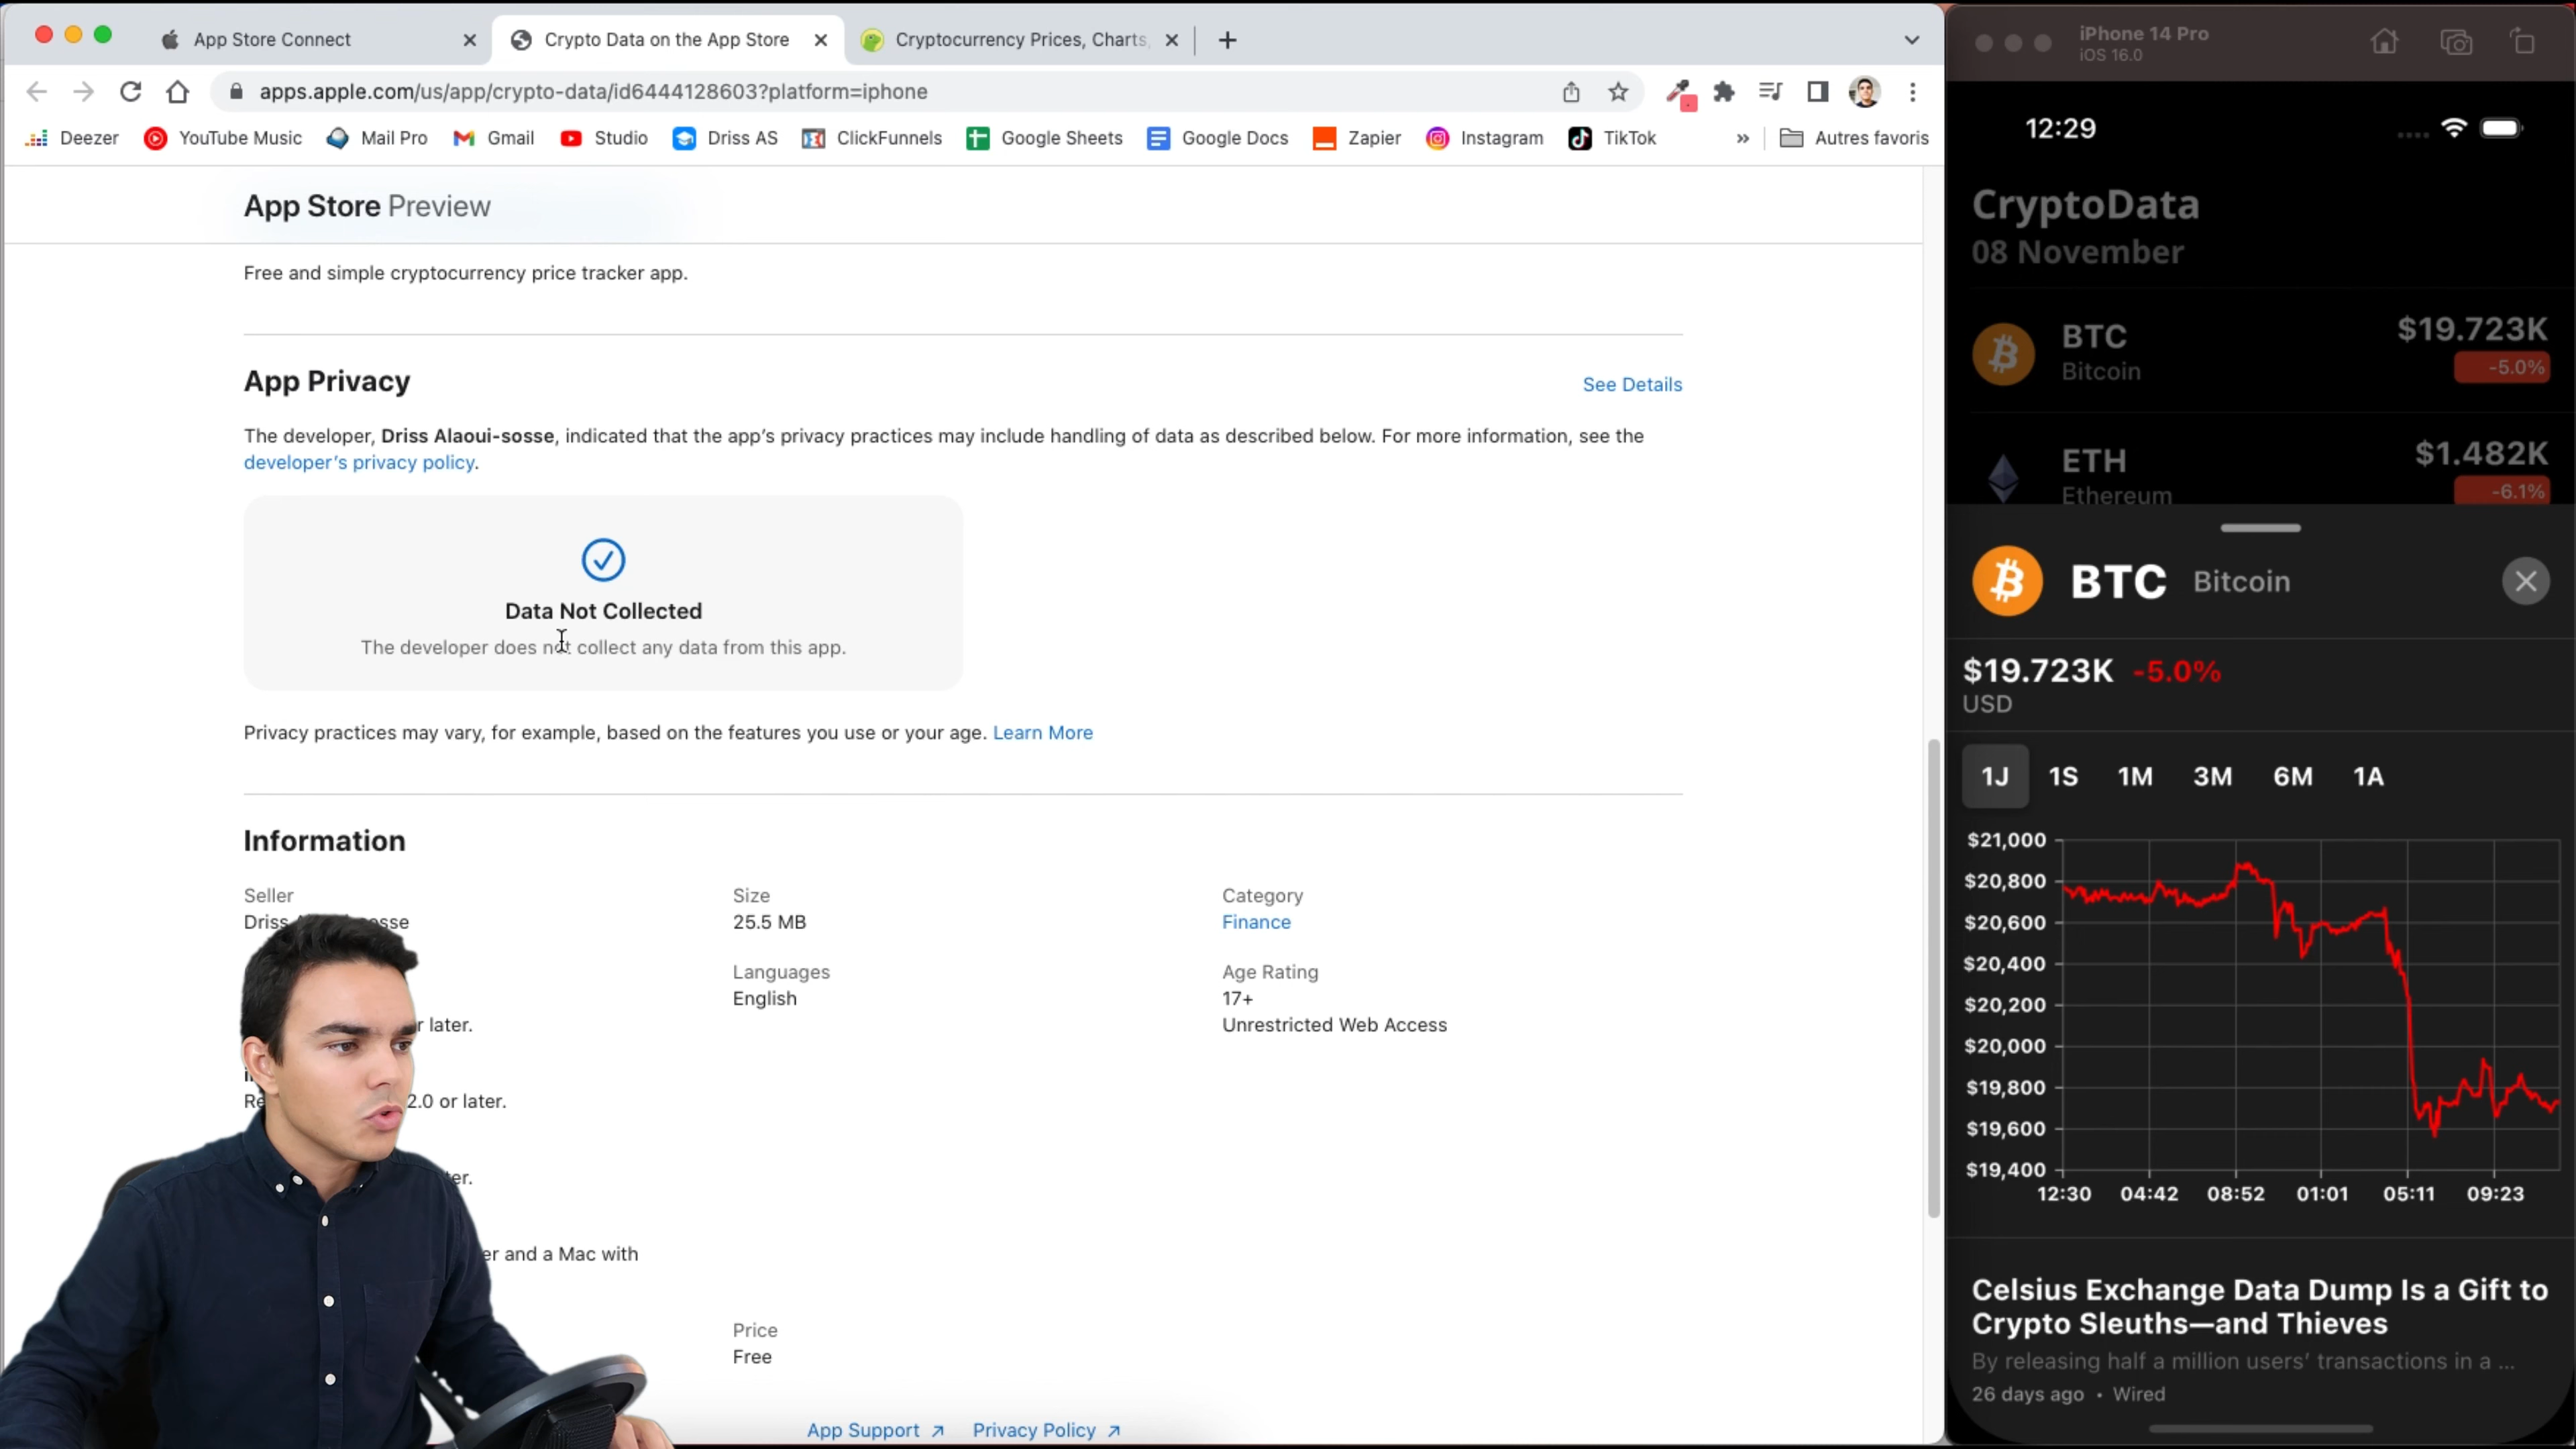 App Store Connect
Crypto Data on the App Store
Cryptocurrency Prices, Charts,
apps.apple.com/us/app/crypto-data/id6444128603?platform=iphone
Deezer
YouTube Music
Mail Pro
Gmail
Studio
Driss AS
ClickFunnels
Google Sheets
Google Docs
Zapier
Instagram
TikTok
»
Autres favoris
App Store Preview
Free and simple cryptocurrency price tracker app.
App Privacy
See Details
The developer, Driss Alaoui-sosse, indicated that the app's privacy practices may include handling of data as described below. For more information, see the
developer's privacy policy.
Data Not Collected
The developer does not collect any data from this app.
Privacy practices may vary, for example, based on the features you use or your age. Learn More
Information
Seller
Driss
Size
25.5 MB
Category
Finance
Languages
English
Age Rating
17+
Unrestricted Web Access
later.
2.0 or later.
and a Mac with
Price
Free
App Support ↗
Privacy Policy ↗
iPhone 14 Pro
iOS 16.0
12:29
CryptoData
08 November
BTC
Bitcoin
$19.723K
-5.0%
ETH
Ethereum
$1.482K
-6.1%
BTC Bitcoin
$19.723K -5.0%
USD
1J 1S 1M 3M 6M 1A
$21,000
$20,800
$20,600
$20,400
$20,200
$20,000
$19,800
$19,600
$19,400
12:30 04:42 08:52 01:01 05:11 09:23
Celsius Exchange Data Dump Is a Gift to
Crypto Sleuths—and Thieves
By releasing half a million users' transactions in a ...
26 days ago • Wired